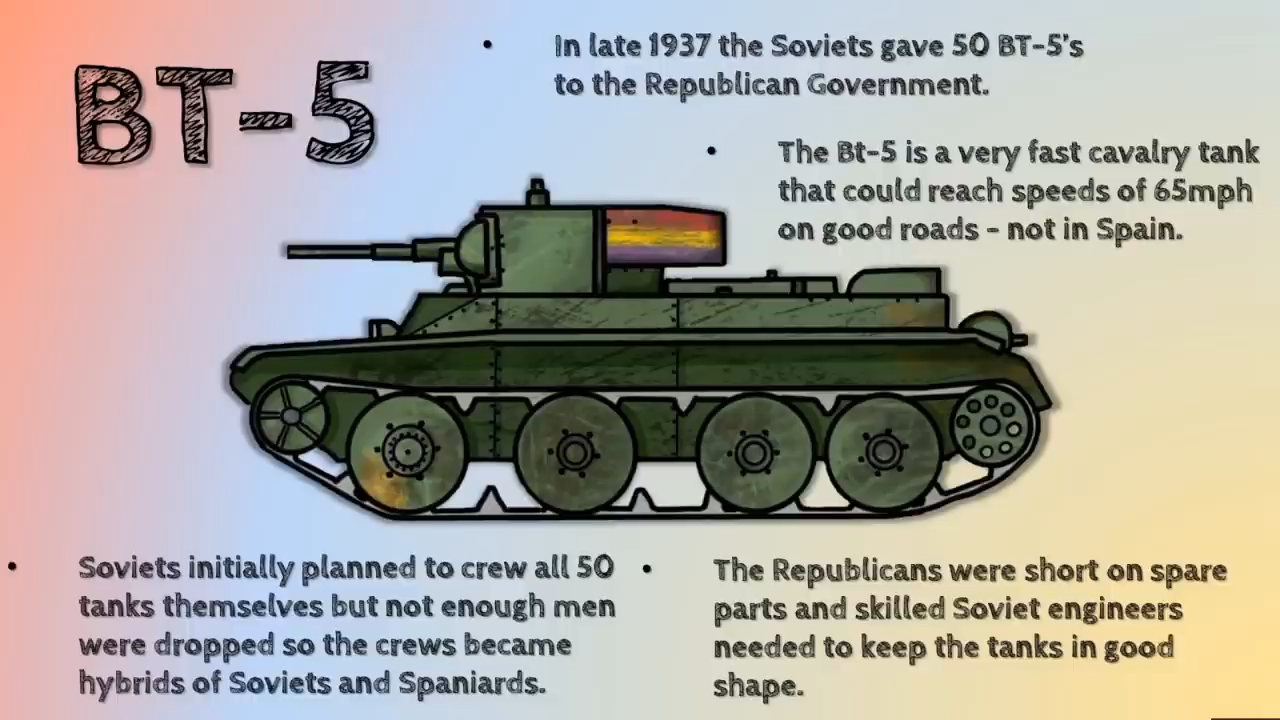 BT-5
• In late 1937 the Soviets gave 50 BT-5's
to the Republican Government.
• The Bt-5 is a very fast cavalry tank
that could reach speeds of 65mph
on good roads - not in Spain.
• Soviets initially planned to crew all 50
tanks themselves but not enough men
were dropped so the crews became
hybrids of Soviets and Spaniards.
• The Republicans were short on spare
parts and skilled Soviet engineers
needed to keep the tanks in good
shape.